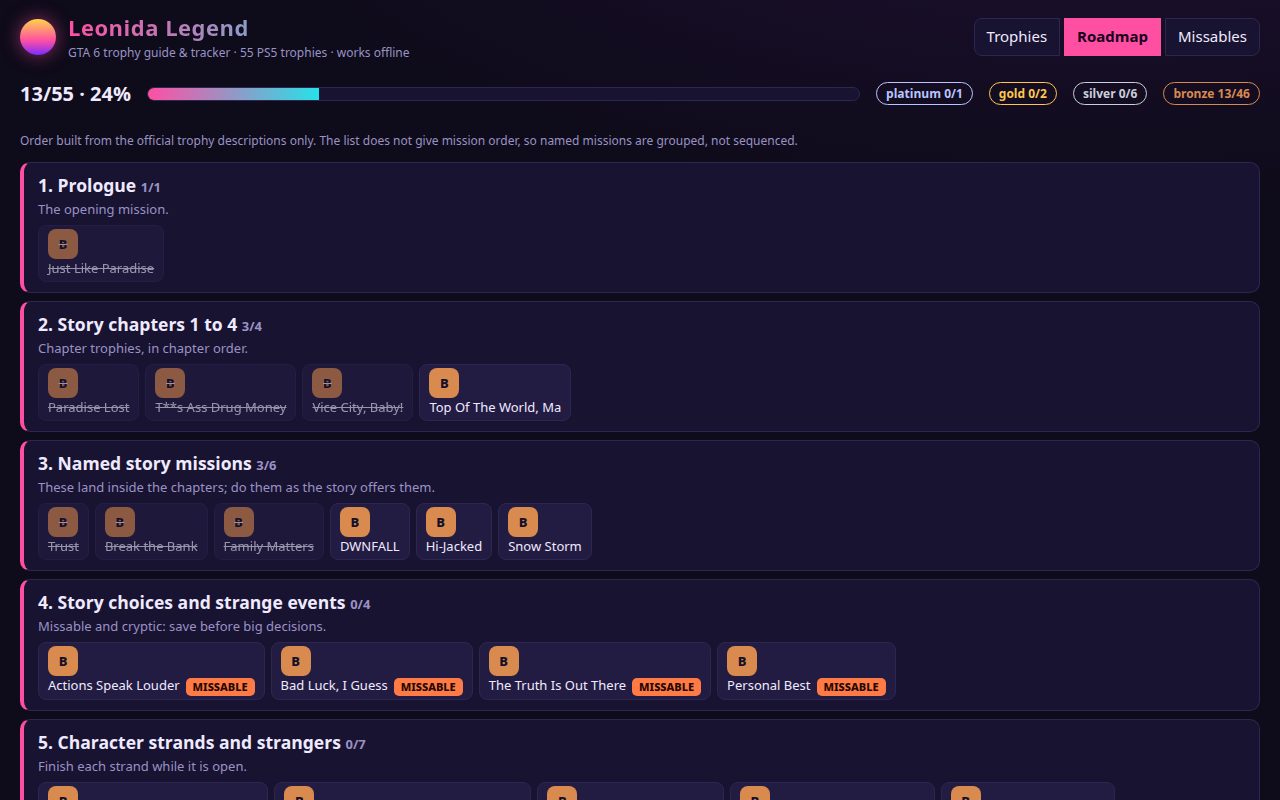 Leonida Legend
GTA 6 trophy guide & tracker · 55 PS5 trophies · works offline
Trophies
Roadmap
Missables
13/55 · 24%
platinum 0/1
gold 0/2
silver 0/6
bronze 13/46
Order built from the official trophy descriptions only. The list does not give mission order, so named missions are grouped, not sequenced.
1. Prologue 1/1
The opening mission.
B
Just Like Paradise
2. Story chapters 1 to 4 3/4
Chapter trophies, in chapter order.
B B B B
Paradise Lost T**s Ass Drug Money Vice City, Baby! Top Of The World, Ma
3. Named story missions 3/6
These land inside the chapters; do them as the story offers them.
B B B B B B
Trust Break the Bank Family Matters DWNFALL Hi-Jacked Snow Storm
4. Story choices and strange events 0/4
Missable and cryptic: save before big decisions.
B B B B
Actions Speak Louder MISSABLE Bad Luck, I Guess MISSABLE The Truth Is Out There MISSABLE Personal Best MISSABLE
5. Character strands and strangers 0/7
Finish each strand while it is open.
B B B B B